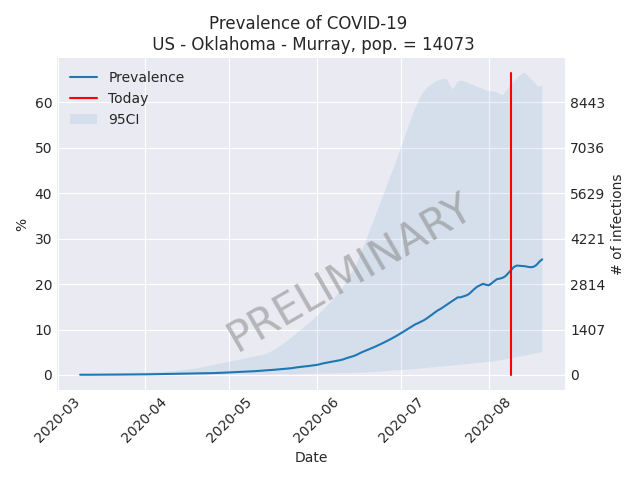 Prevalence of COVID-19
US - Oklahoma - Murray, pop. = 14073
Prevalence
Today
95CI
PRELIMINARY
%
60
50
40
30
20
10
0
8443
7036
5629
4221
2814
1407
0
# of infections
2020-03
2020-04
2020-05
2020-06
2020-07
2020-08
Date